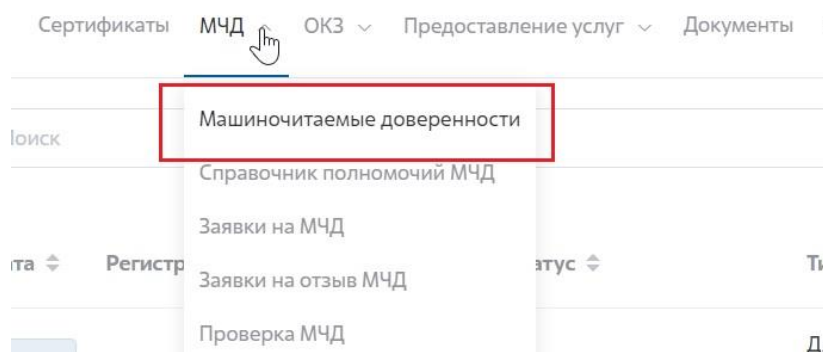 Сертификаты МЧД ОКЗ Предоставление услуг Документы
Машиночитаемые доверенности
Справочник полномочий МЧД
Заявки на МЧД
Заявки на отзыв МЧД
Проверка МЧД